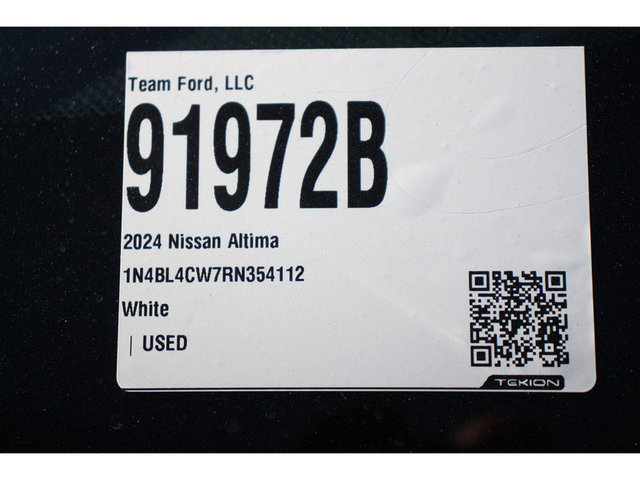 Team Ford, LLC
91972B
2024 Nissan Altima
1N4BL4CW7RN354112
White
| USED
TEKION